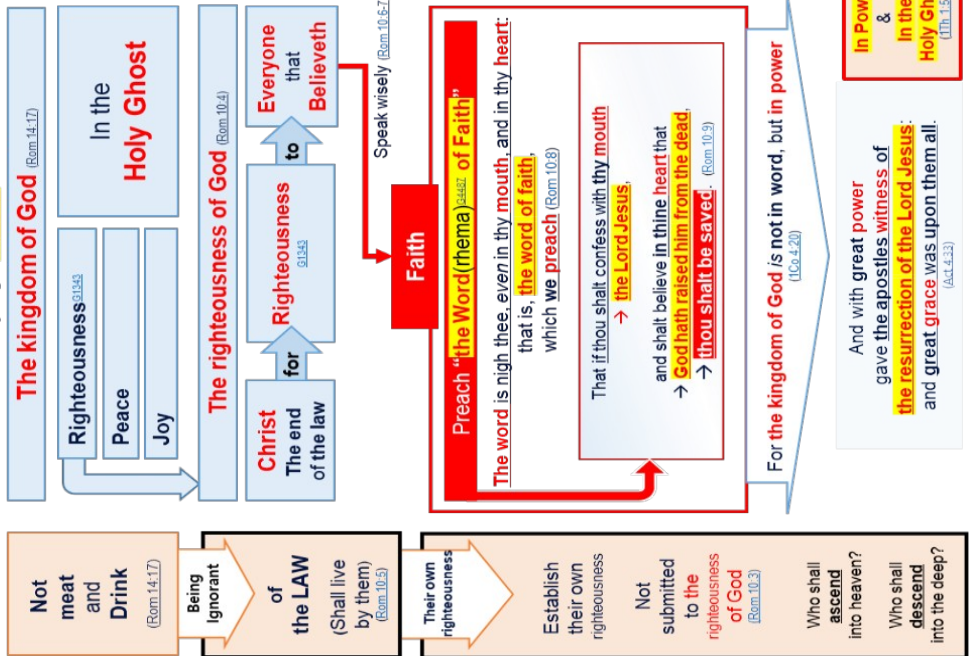 Not
meat
and
Drink
(Rom 14:17)
Being
Ignorant
of
the LAW
(Shall live
by them)
(Rom 10:5)
Their own
righteousness
Establish
their own
righteousness
Not
submitted
to the
righteousness
of God
(Rom 10:3)
Who shall
ascend
into heaven?
Who shall
descend
into the deep?
The kingdom of God (Rom 14:17)
RighteousnessG1343
Peace
Joy
In the
Holy Ghost
The righteousness of God (Rom 10:4)
Christ
The end
of the law
for
Righteousness
G1343
to
Everyone
that
Believeth
Speak wisely (Rom 10:6-7
Faith
Preach “the Word(rhema)G4487 of Faith”
The word is nigh thee, even in thy mouth, and in thy heart:
that is, the word of faith,
which we preach (Rom 10:8)
That if thou shalt confess with thy mouth
→ the Lord Jesus,
and shalt believe in thine heart that
→ God hath raised him from the dead,
→ thou shalt be saved. (Rom 10:9)
For the kingdom of God is not in word, but in power
(1Co 4:20)
And with great power
gave the apostles witness of
the resurrection of the Lord Jesus:
and great grace was upon them all.
(Act 4:33)
In Pow
&
In the
Holy Gh
(1Th 1:5